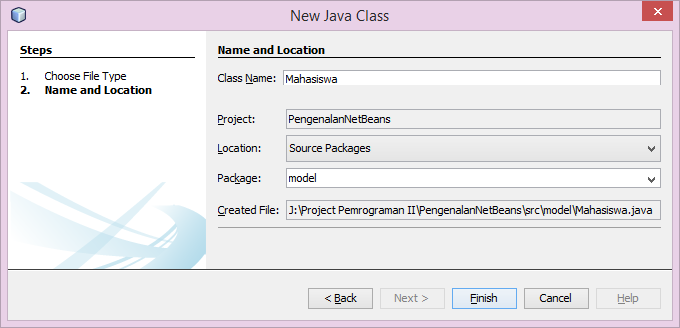 New Java Class
Steps
1. Choose File Type
2. Name and Location
Name and Location
Class Name: Mahasiswa
Project: PengenalanNetBeans
Location: Source Packages
Package: model
Created File: J:\Project Pemrograman II\PengenalanNetBeans\src\model\Mahasiswa.java
< Back Next > Finish Cancel Help